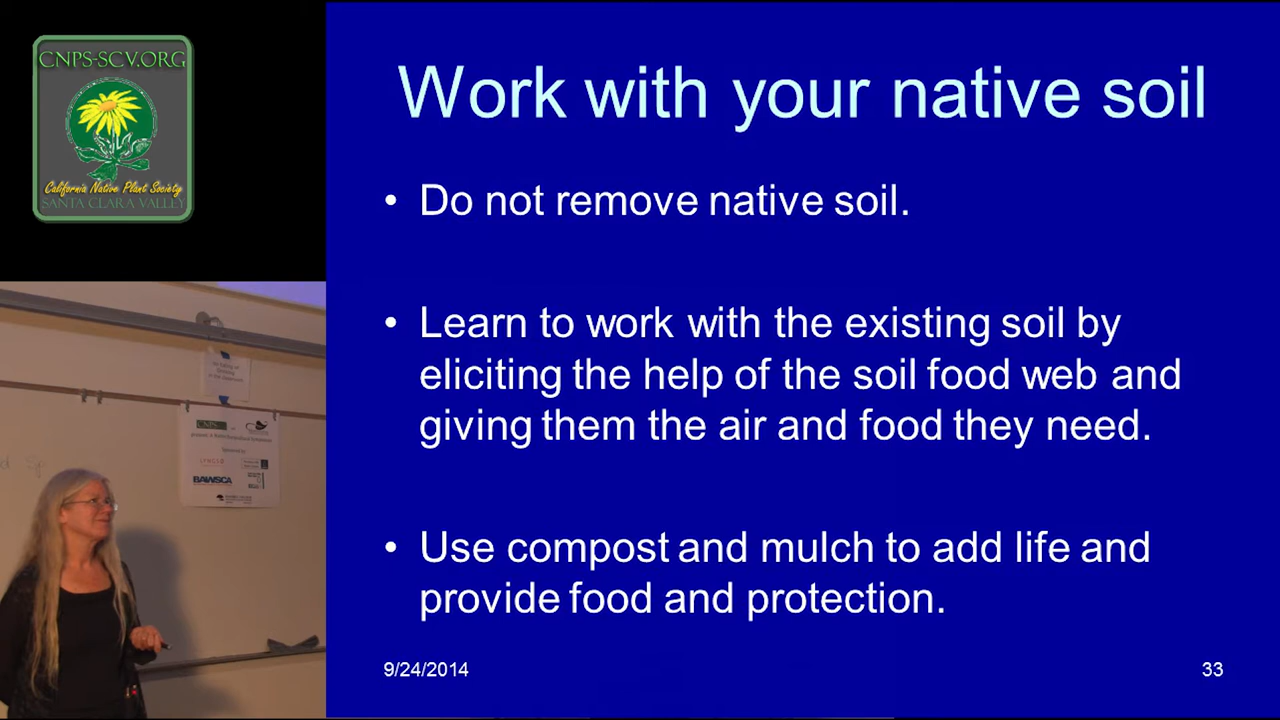 CNPS-SCV.ORG
California Native Plant Society
SANTA CLARA VALLEY
Work with your native soil
• Do not remove native soil.
• Learn to work with the existing soil by
eliciting the help of the soil food web and
giving them the air and food they need.
• Use compost and mulch to add life and
provide food and protection.
9/24/2014
33
CNPS
BAWSCA